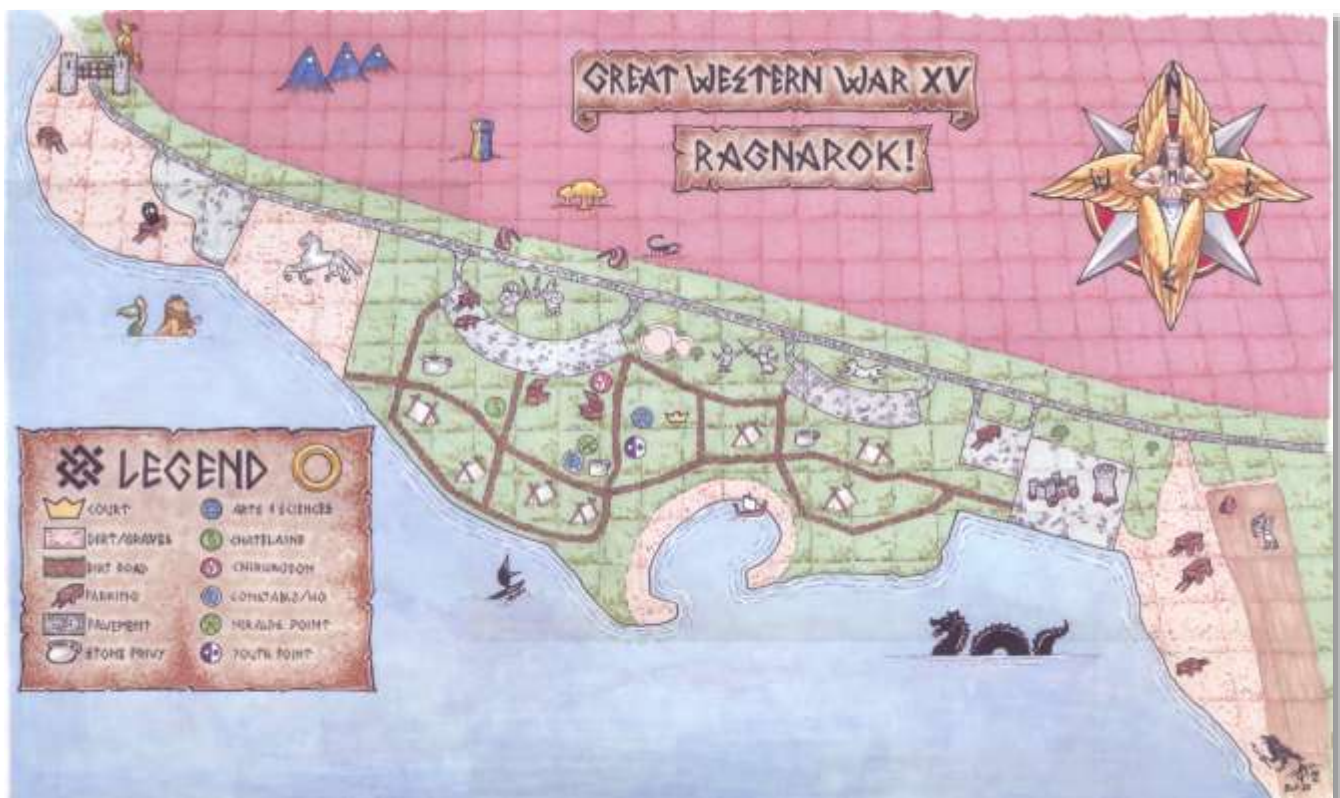 GREAT WESTERN WAR XV
RAGNAROK!
N
LEGEND
COURT
ARTS & SCIENCES
DIRT/GRAVEL
CHATELAINE
DIRT ROAD
CHIRURGEON
PARKING
CONSTABLE/HQ
PAVEMENT
HERALDS POINT
STONE PRIVY
YOUTH POINT